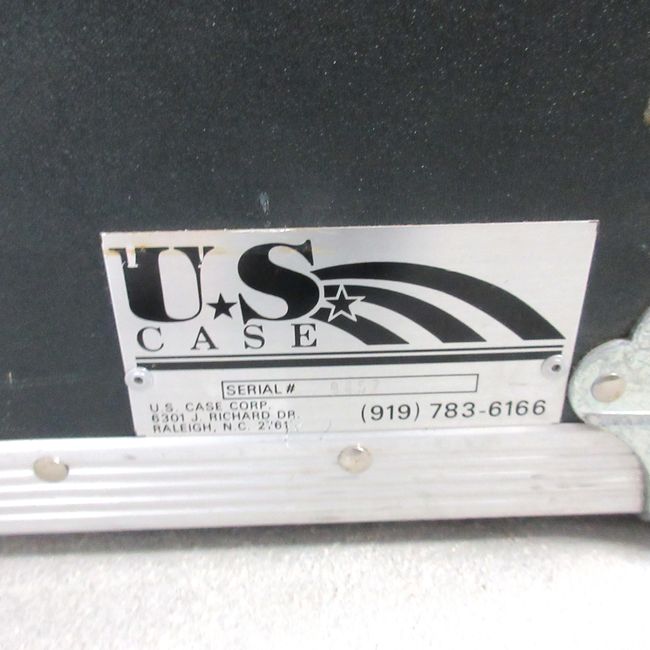 U.S.
CASE
SERIAL #
U.S. CASE CORP.
6301 J. RICHARD DR.
RALEIGH, N.C.
(919) 783-6166